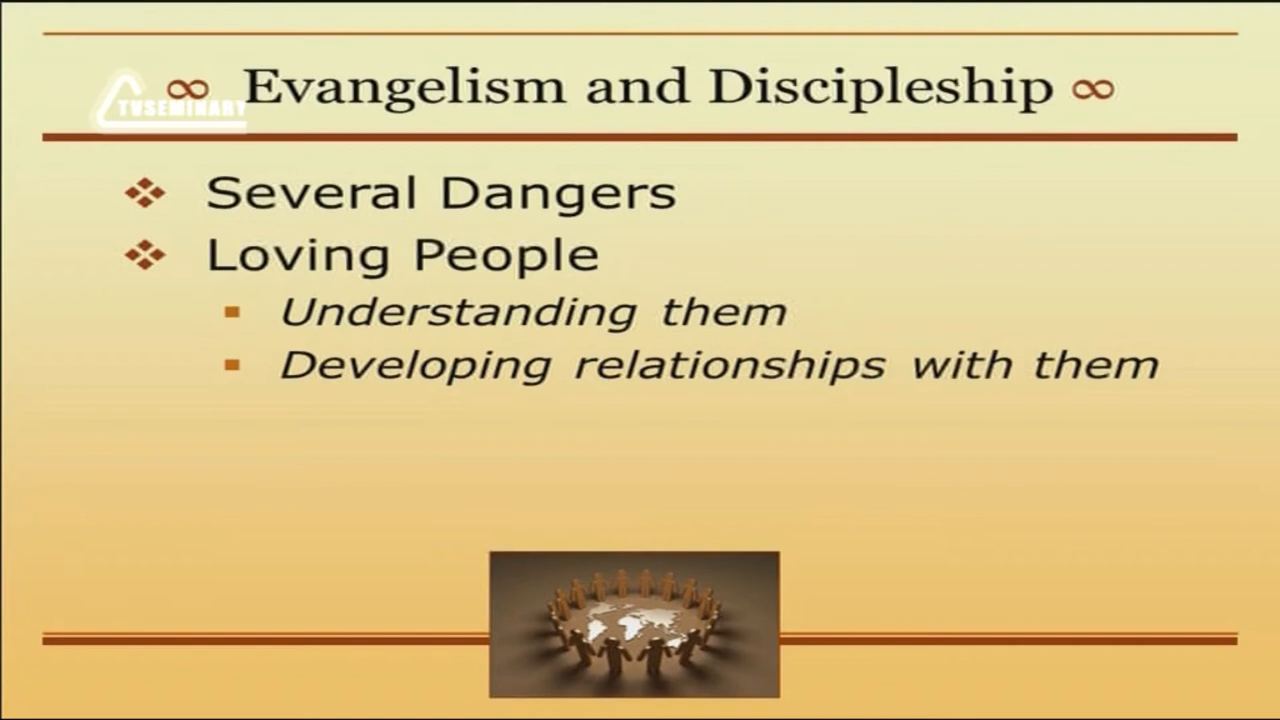 ∞ Evangelism and Discipleship ∞
TVSEMINARY
Several Dangers
Loving People
Understanding them
Developing relationships with them